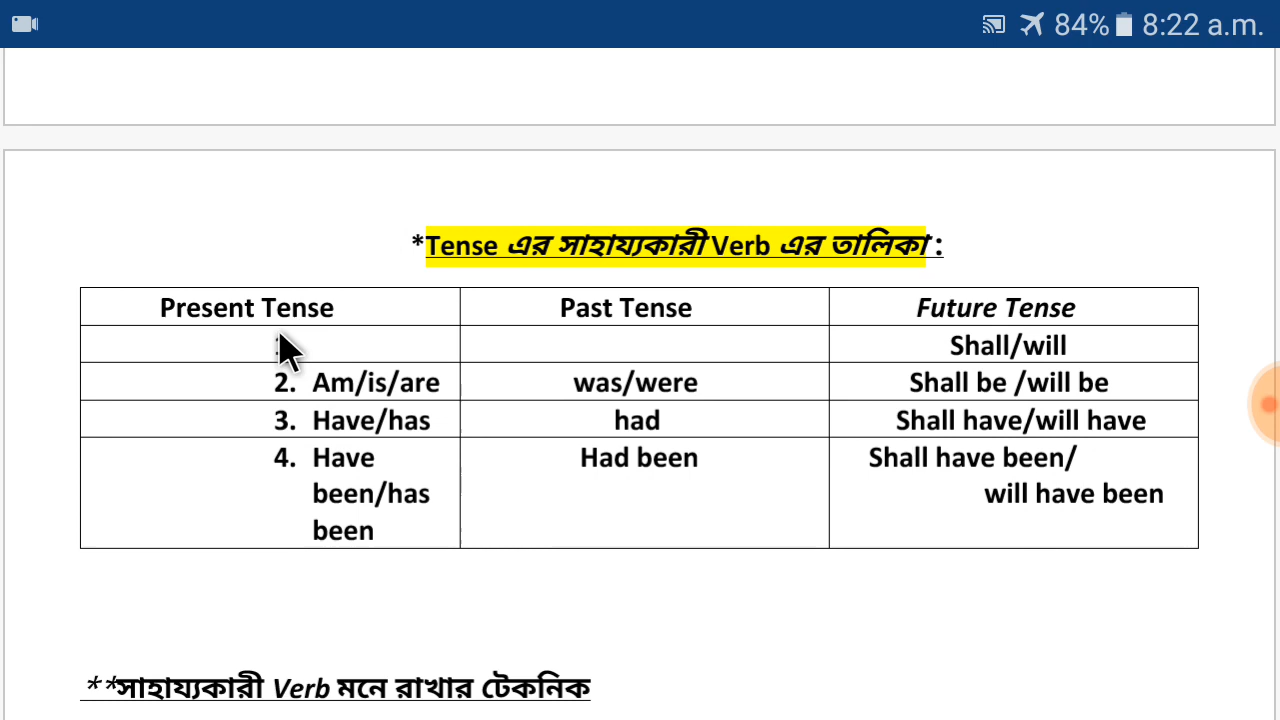 84% 8:22 a.m.
*Tense এর সাহায্যকারী Verb এর তালিকা :
Present Tense Past Tense Future Tense
Shall/will
2. Am/is/are was/were Shall be /will be
3. Have/has had Shall have/will have
4. Have Had been Shall have been/
been/has will have been
been
**সাহায্যকারী Verb মনে রাখার টেকনিক